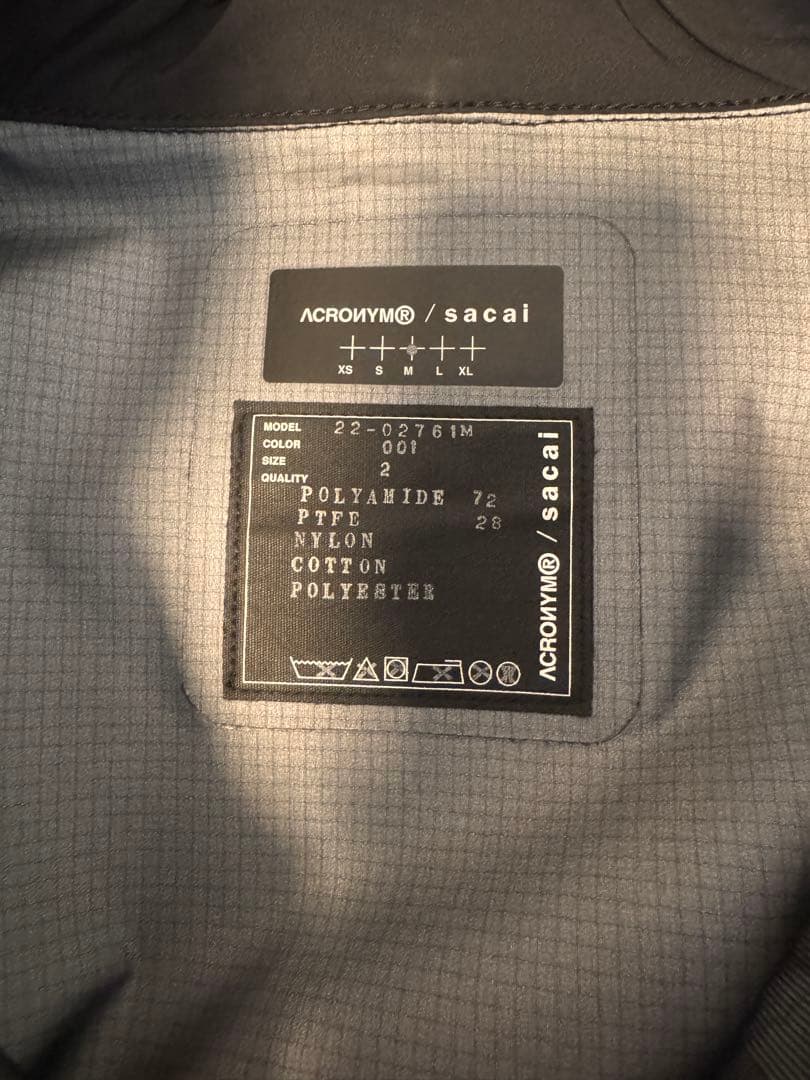 ACRONYM® / sacai
XS S M L XL
MODEL 22-02761M
COLOR 001
SIZE 2
QUALITY
POLYAMIDE 72
PTFE 28
NYLON
COTTON
POLYESTER
ACRONYM® / sacai